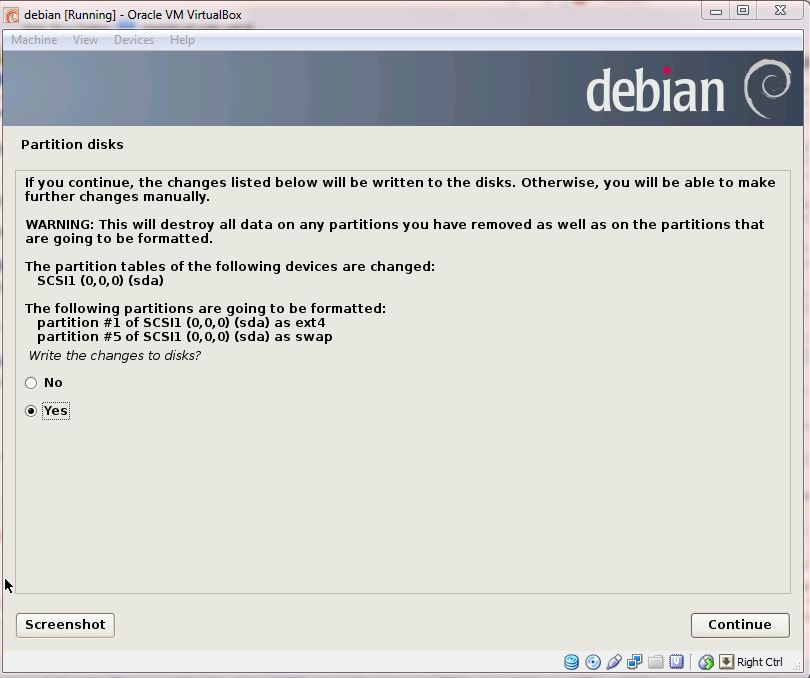 debian [Running] - Oracle VM VirtualBox
Machine View Devices Help
debian
Partition disks
If you continue, the changes listed below will be written to the disks. Otherwise, you will be able to make
further changes manually.
WARNING: This will destroy all data on any partitions you have removed as well as on the partitions that
are going to be formatted.
The partition tables of the following devices are changed:
SCSI1 (0,0,0) (sda)
The following partitions are going to be formatted:
partition #1 of SCSI1 (0,0,0) (sda) as ext4
partition #5 of SCSI1 (0,0,0) (sda) as swap
Write the changes to disks?
No
Yes
Screenshot Continue
Right Ctrl